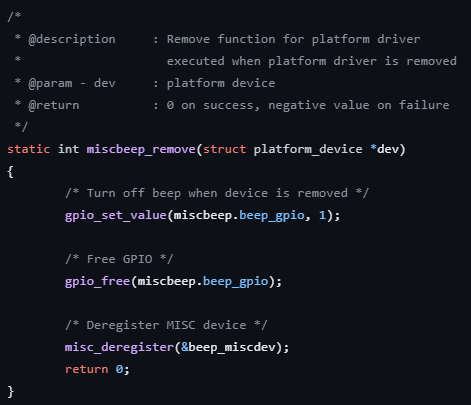 /*
 * @description     : Remove function for platform driver
 *                    executed when platform driver is removed
 * @param - dev     : platform device
 * @return          : 0 on success, negative value on failure
 */
static int miscbeep_remove(struct platform_device *dev)
{
        /* Turn off beep when device is removed */
        gpio_set_value(miscbeep.beep_gpio, 1);

        /* Free GPIO */
        gpio_free(miscbeep.beep_gpio);

        /* Deregister MISC device */
        misc_deregister(&beep_miscdev);
        return 0;
}